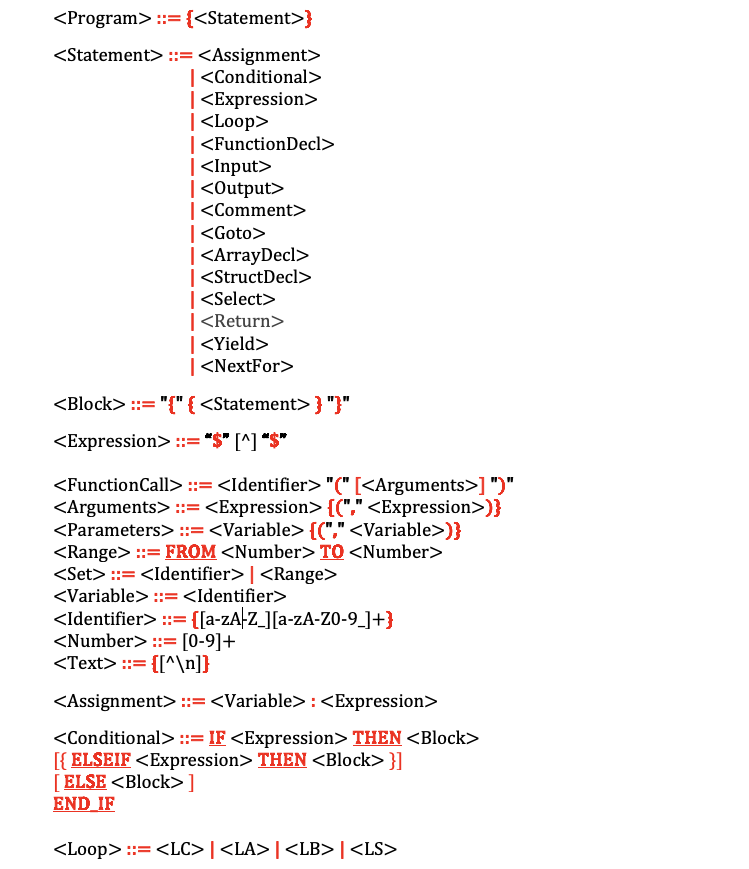 <Program> ::= {<Statement>}
<Statement> ::= <Assignment>
| <Conditional>
| <Expression>
| <Loop>
| <FunctionDecl>
| <Input>
| <Output>
| <Comment>
| <Goto>
| <ArrayDecl>
| <StructDecl>
| <Select>
| <Return>
| <Yield>
| <NextFor>
<Block> ::= "{" { <Statement> } "}"
<Expression> ::= “$” [^] “$”
<FunctionCall> ::= <Identifier> "(" [<Arguments>] ")"
<Arguments> ::= <Expression> {("," <Expression>)}
<Parameters> ::= <Variable> {("," <Variable>)}
<Range> ::= FROM <Number> TO <Number>
<Set> ::= <Identifier> | <Range>
<Variable> ::= <Identifier>
<Identifier> ::= {[a-zA-Z_][a-zA-Z0-9_]+}
<Number> ::= [0-9]+
<Text> ::= {[^\n]}
<Assignment> ::= <Variable> : <Expression>
<Conditional> ::= IF <Expression> THEN <Block>
[{ ELSEIF <Expression> THEN <Block> }]
[ ELSE <Block> ]
END_IF
<Loop> ::= <LC> | <LA> | <LB> | <LS>